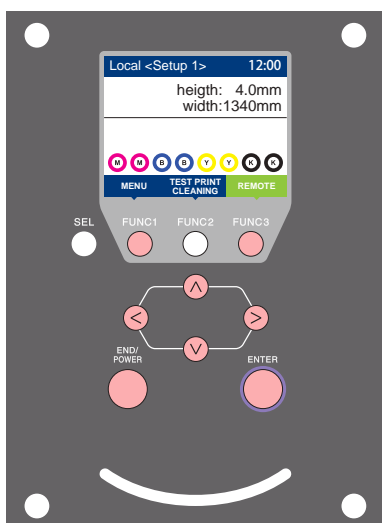 Local <Setup 1> 12:00
heigth: 4.0mm
width:1340mm
M M B B Y Y K K
MENU TEST PRINT CLEANING REMOTE
SEL FUNC1 FUNC2 FUNC3
END/
POWER
ENTER